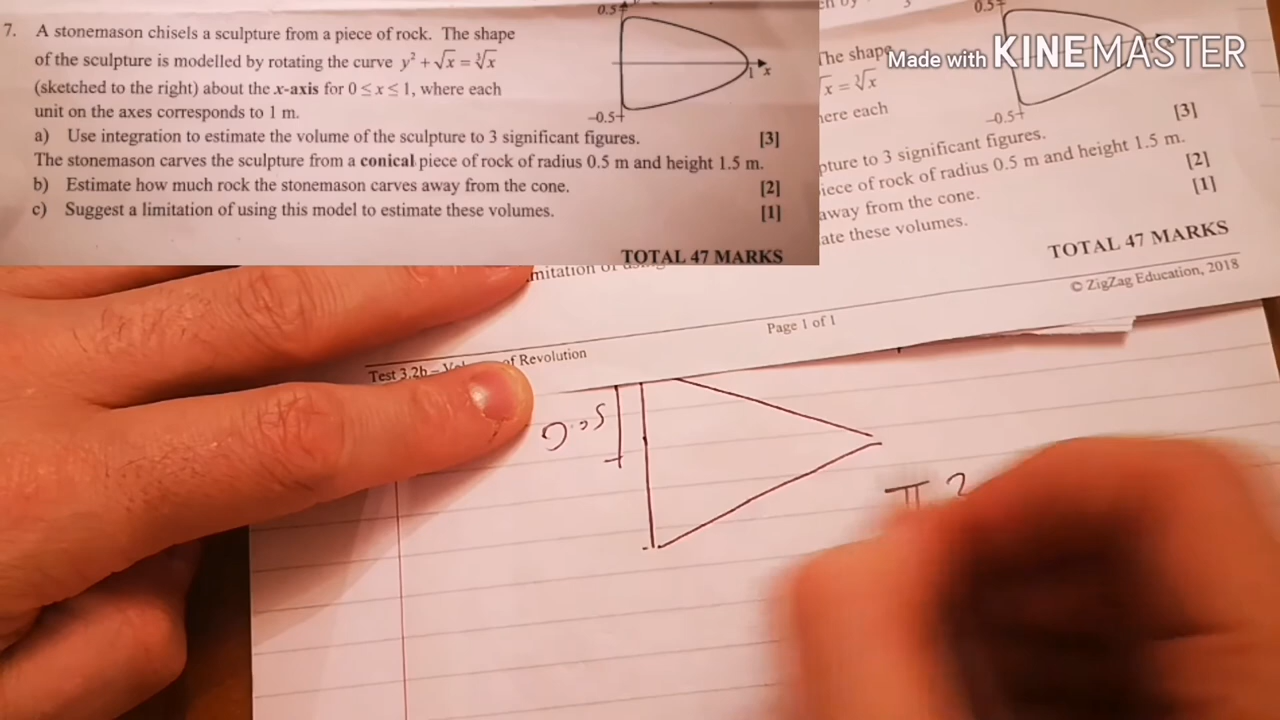 7. A stonemason chisels a sculpture from a piece of rock. The shape
of the sculpture is modelled by rotating the curve y² + √x = ∛x
(sketched to the right) about the x-axis for 0 ≤ x ≤ 1, where each
unit on the axes corresponds to 1 m.
0.5
1 x
−0.5
a) Use integration to estimate the volume of the sculpture to 3 significant figures. [3]
The stonemason carves the sculpture from a conical piece of rock of radius 0.5 m and height 1.5 m.
b) Estimate how much rock the stonemason carves away from the cone. [2]
c) Suggest a limitation of using this model to estimate these volumes. [1]
TOTAL 47 MARKS
Made with KINEMASTER
0.5
The shape
x = ∛x
here each
−0.5
[3]
pture to 3 significant figures.
iece of rock of radius 0.5 m and height 1.5 m.
[2]
away from the cone.
[1]
ate these volumes.
TOTAL 47 MARKS
© ZigZag Education, 2018
Page 1 of 1
Test 3.2b – of Revolution
π